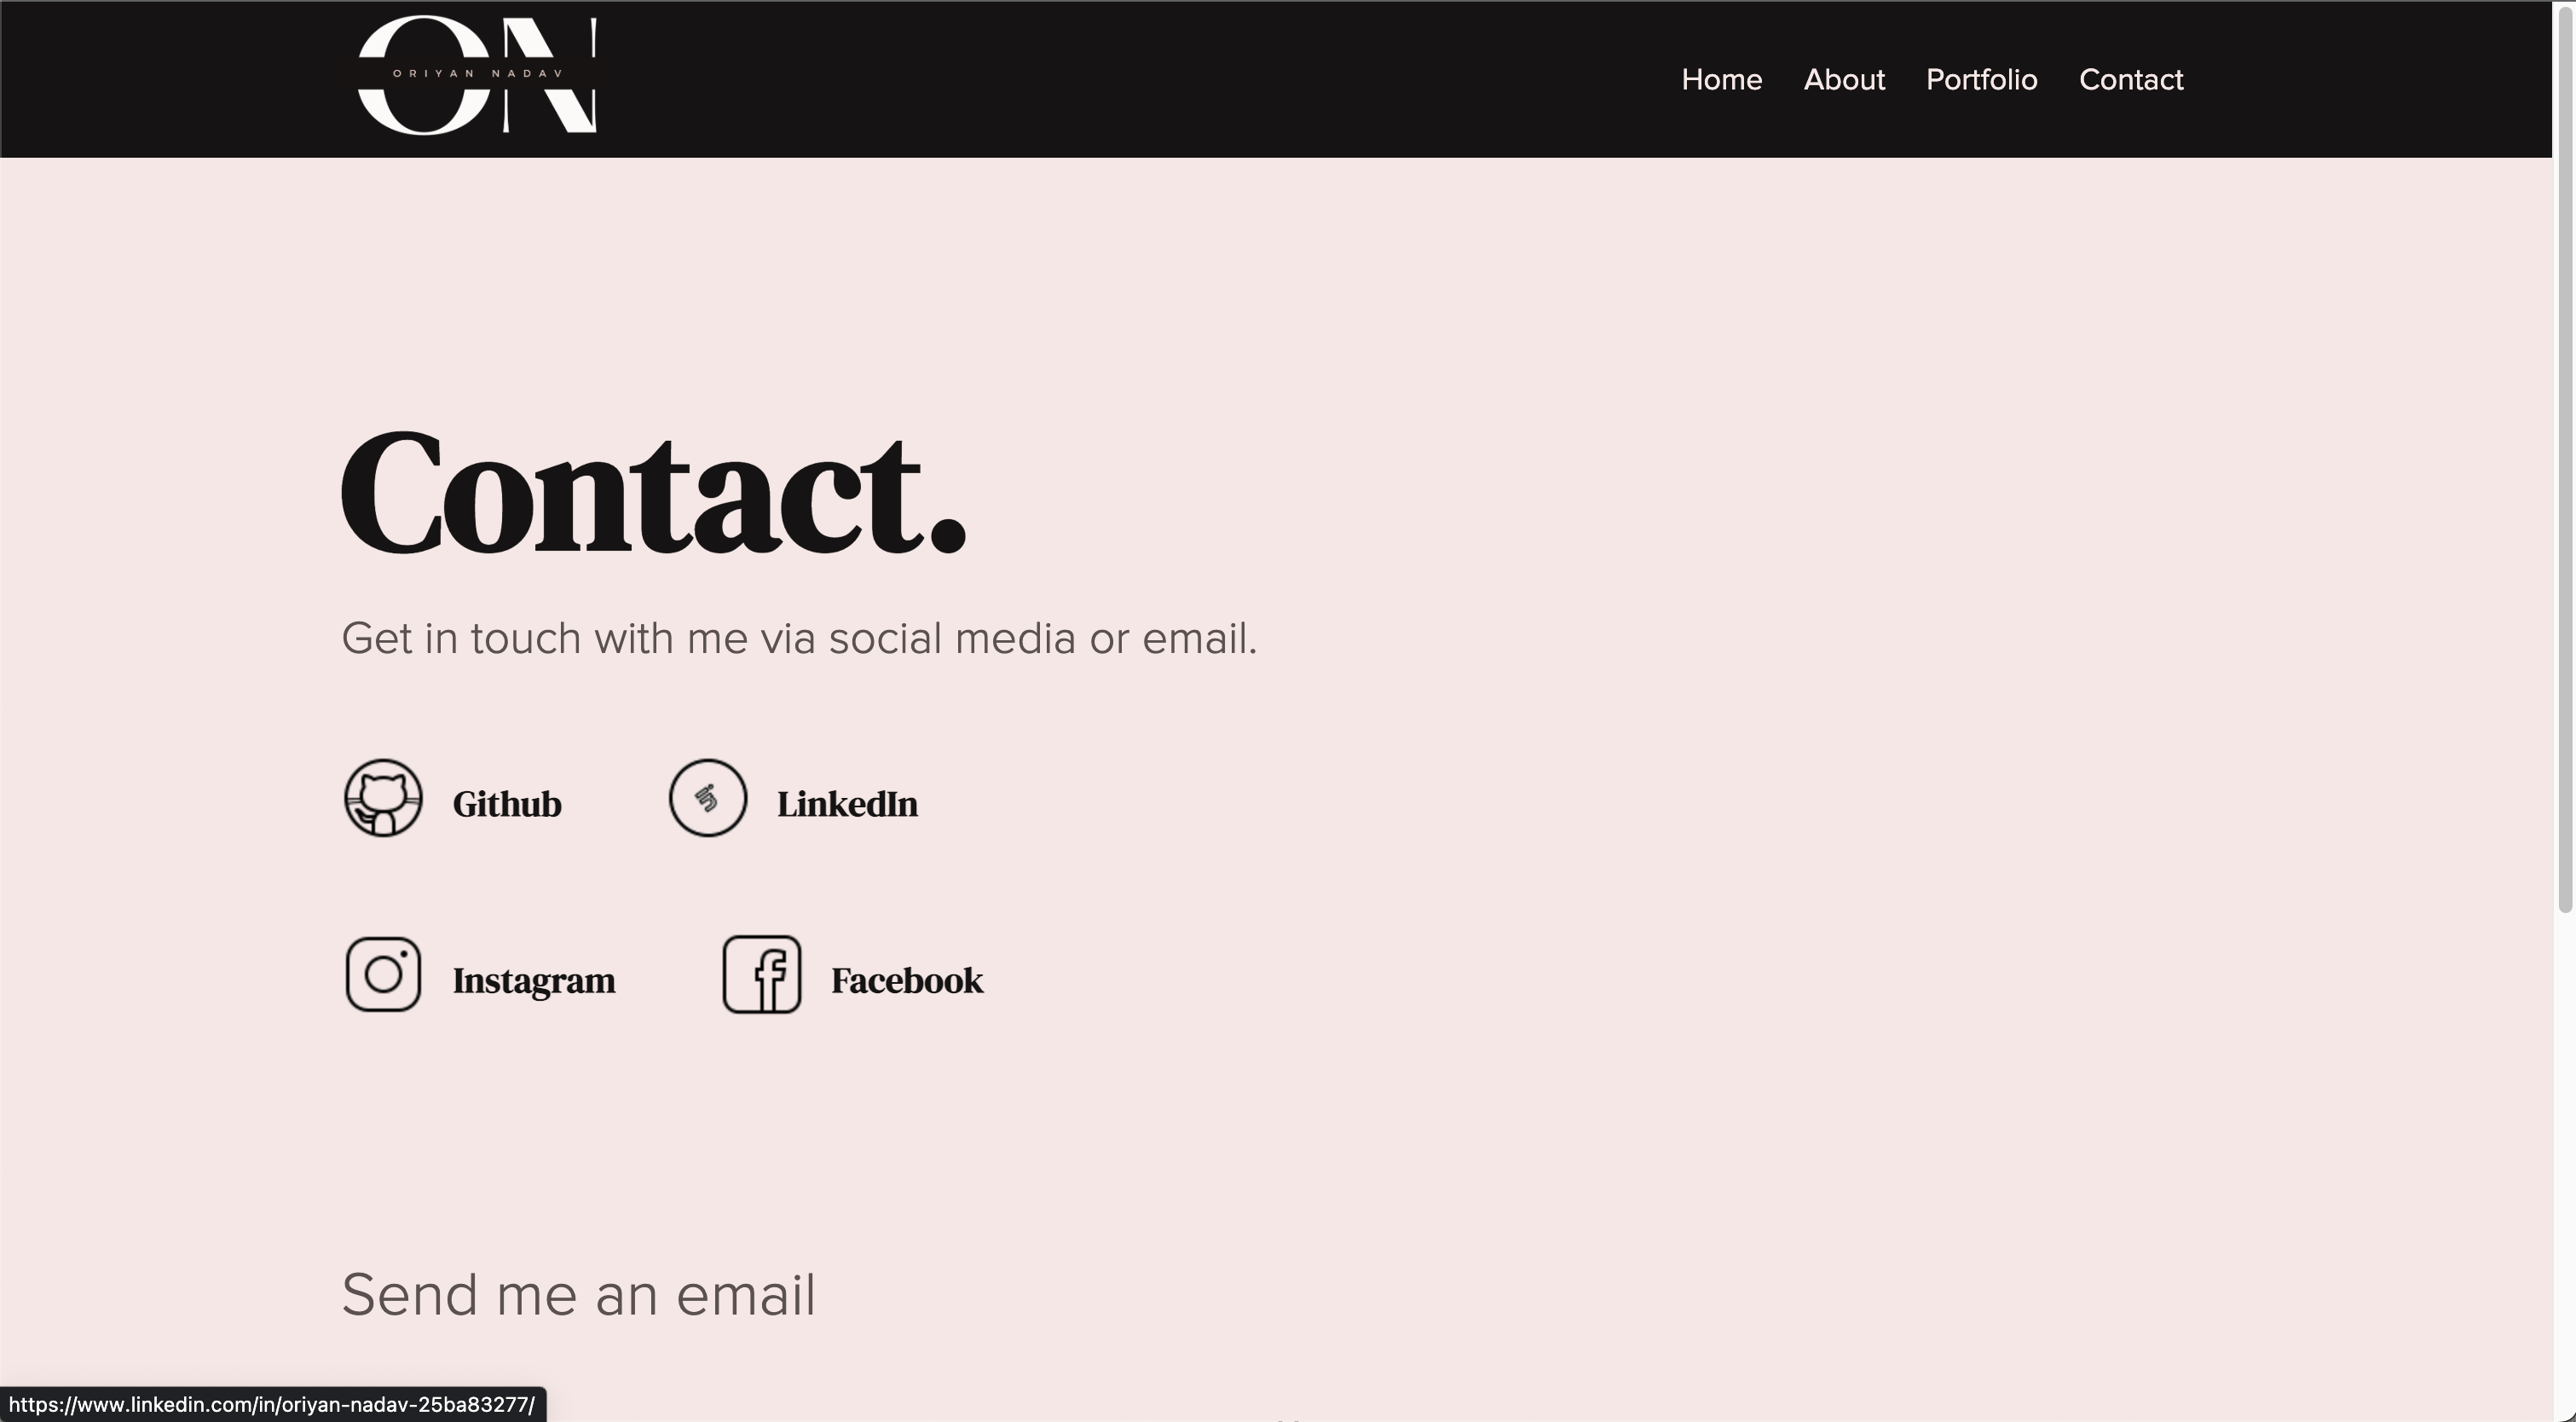 ON
ORIYAN NADAV
Home About Portfolio Contact
Contact.
Get in touch with me via social media or email.
Github LinkedIn
Instagram Facebook
Send me an email
https://www.linkedin.com/in/oriyan-nadav-25ba83277/